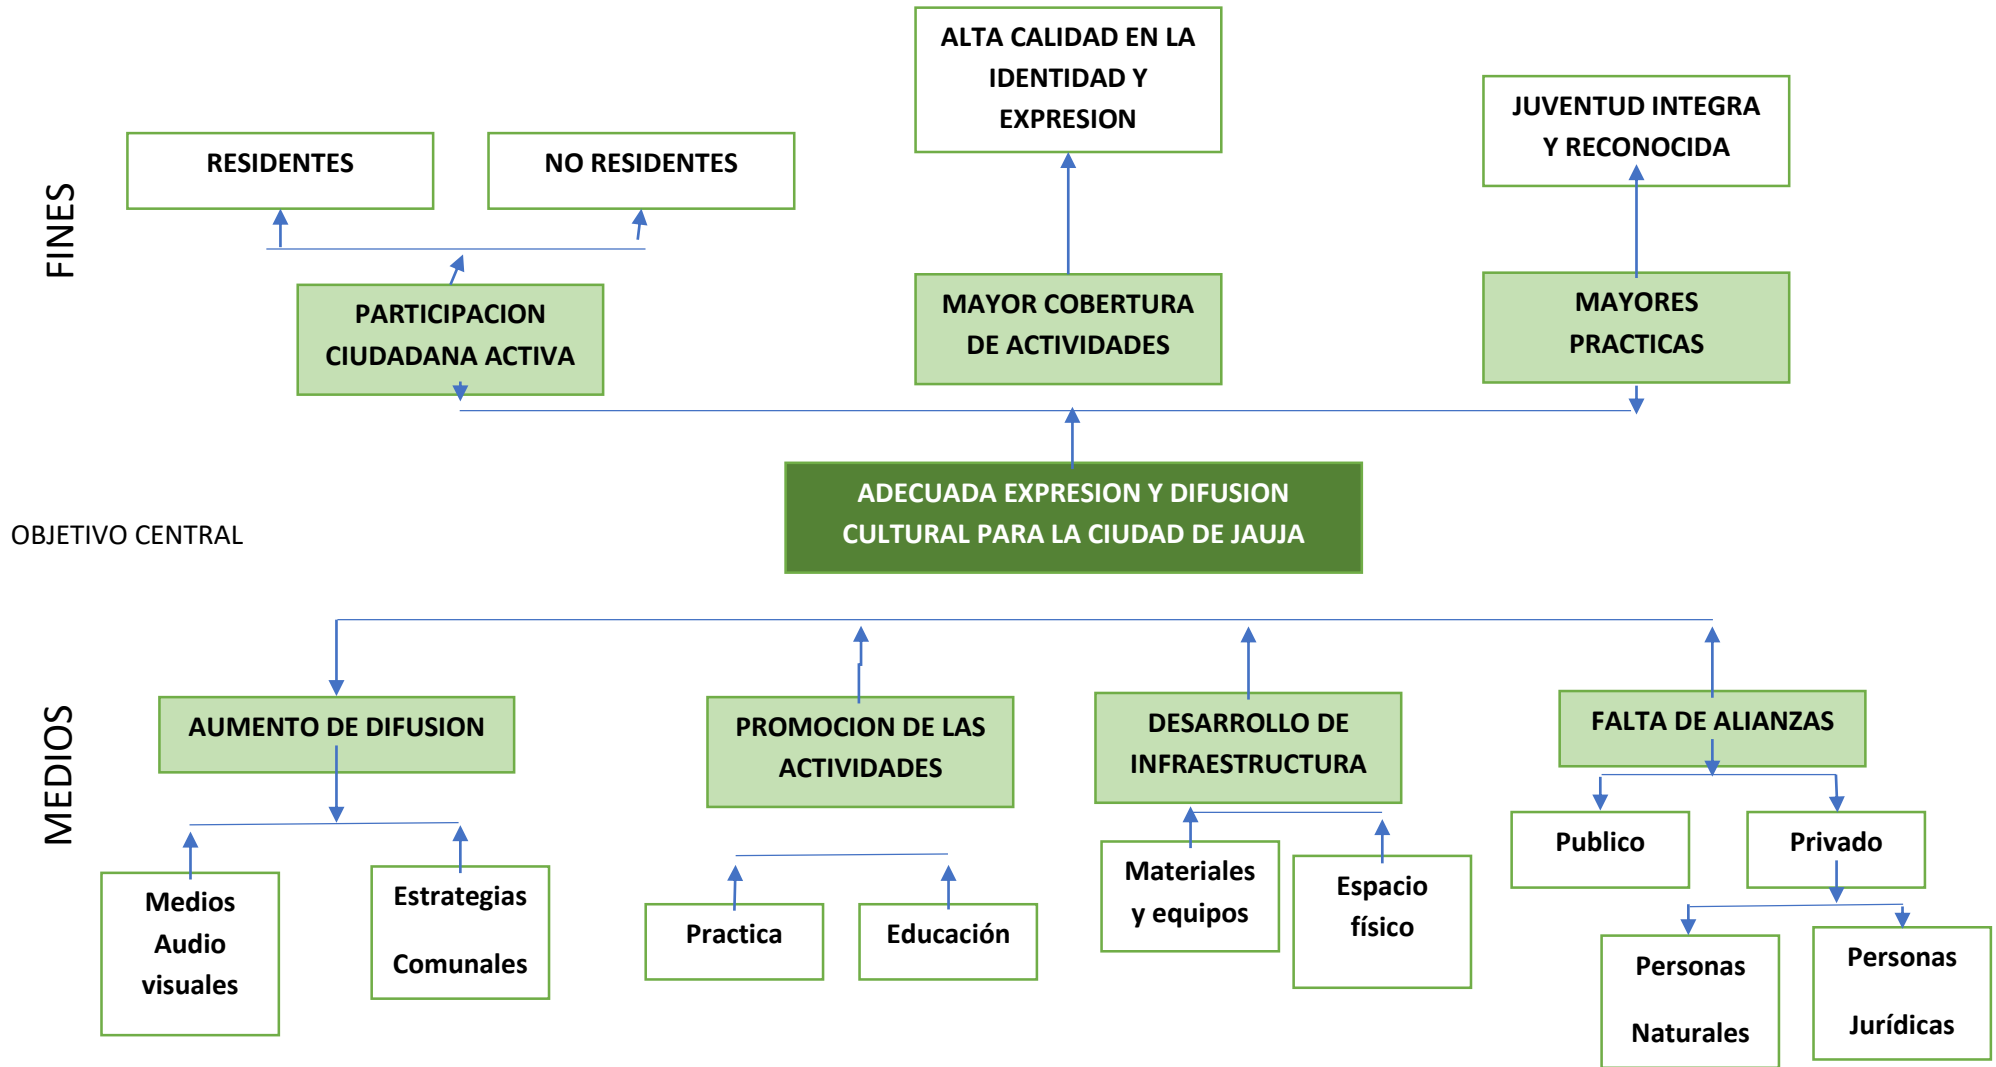 ALTA CALIDAD EN LA
IDENTIDAD Y
EXPRESION
JUVENTUD INTEGRA
Y RECONOCIDA
RESIDENTES
NO RESIDENTES
FINES
PARTICIPACION
CIUDADANA ACTIVA
MAYOR COBERTURA
DE ACTIVIDADES
MAYORES
PRACTICAS
ADECUADA EXPRESION Y DIFUSION
CULTURAL PARA LA CIUDAD DE JAUJA
OBJETIVO CENTRAL
MEDIOS
AUMENTO DE DIFUSION
PROMOCION DE LAS
ACTIVIDADES
DESARROLLO DE
INFRAESTRUCTURA
FALTA DE ALIANZAS
Medios
Audio
visuales
Estrategias
Comunales
Practica
Educación
Materiales
y equipos
Espacio
físico
Publico
Privado
Personas
Naturales
Personas
Jurídicas